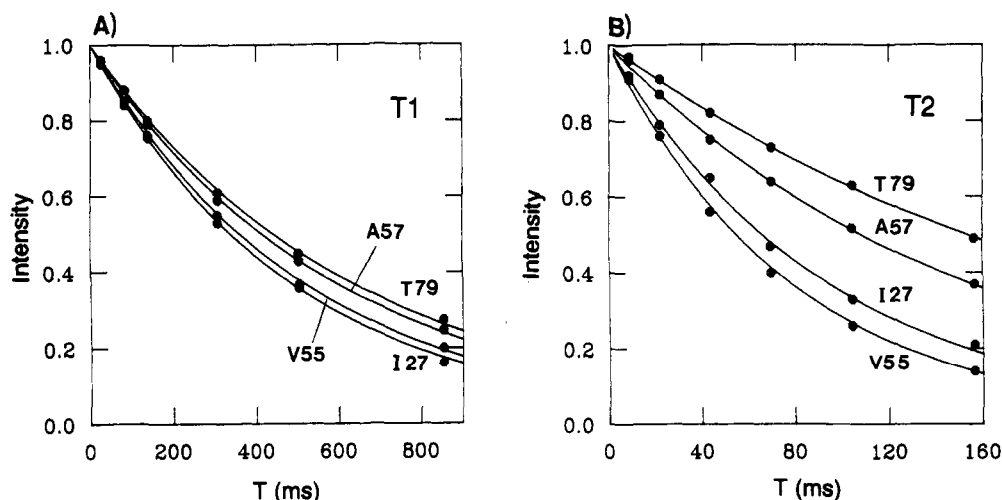 A)
1.0
0.8
0.6
0.4
0.2
0.0
Intensity
T1
A57
T79
V55
I27
0 200 400 600 800
T (ms)
B)
1.0
0.8
0.6
0.4
0.2
0.0
Intensity
T2
T79
A57
I27
V55
0 40 80 120 160
T (ms)